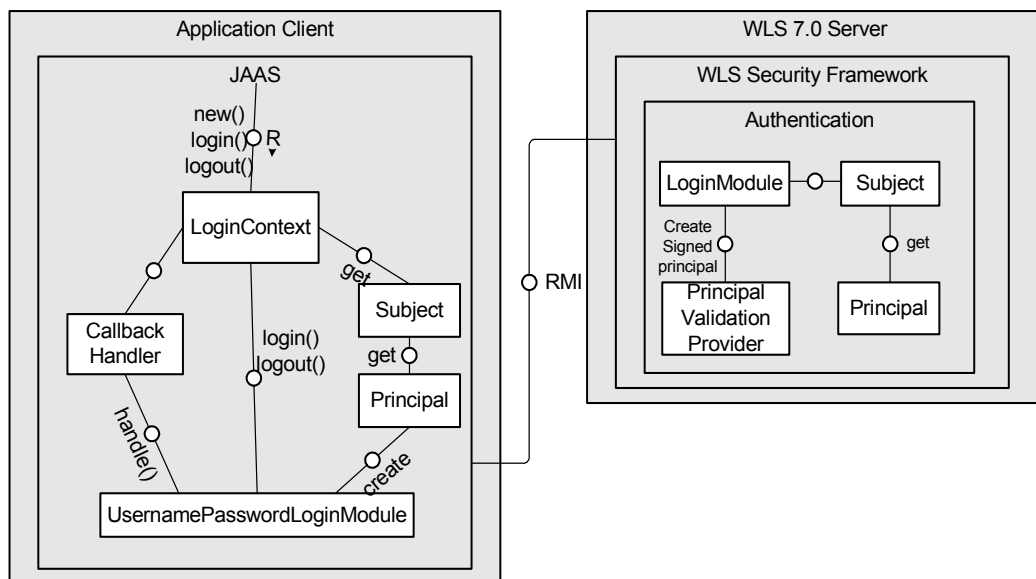 Application Client
JAAS
new()
login()
R
logout()
LoginContext
get
Subject
Callback
Handler
login()
logout()
get
Principal
handle()
create
UsernamePasswordLoginModule
RMI
WLS 7.0 Server
WLS Security Framework
Authentication
LoginModule
Subject
Create
Signed
principal
get
Principal
Validation
Provider
Principal